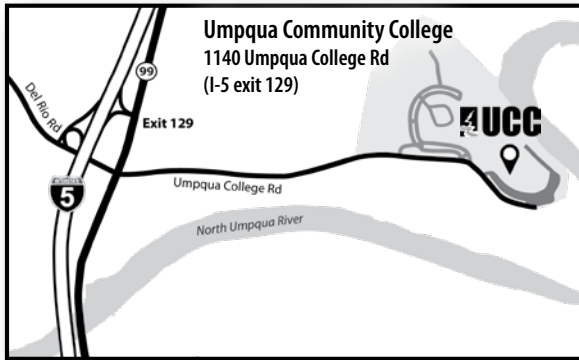 Umpqua Community College
1140 Umpqua College Rd
(I-5 exit 129)
99
Del Rio Rd
Exit 129
UCC
INTERSTATE
5
Umpqua College Rd
North Umpqua River